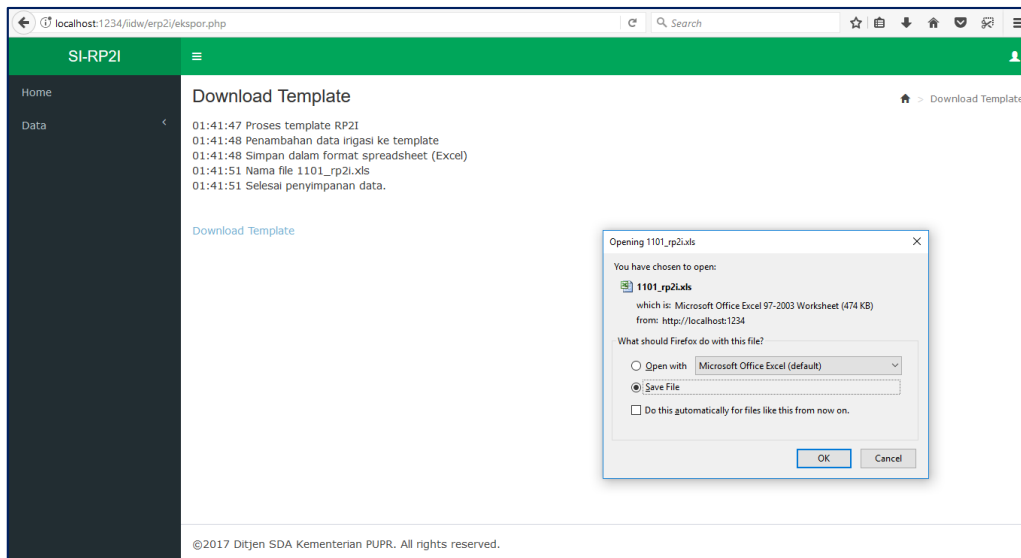 localhost:1234/iidw/erp2i/ekspor.php
Search
SI-RP2I
Home
Data
Download Template
> Download Template
01:41:47 Proses template RP2I
01:41:48 Penambahan data irigasi ke template
01:41:48 Simpan dalam format spreadsheet (Excel)
01:41:51 Nama file 1101_rp2i.xls
01:41:51 Selesai penyimpanan data.
Download Template
Opening 1101_rp2i.xls
You have chosen to open:
1101_rp2i.xls
which is: Microsoft Office Excel 97-2003 Worksheet (474 KB)
from: http://localhost:1234
What should Firefox do with this file?
Open with Microsoft Office Excel (default)
Save File
Do this automatically for files like this from now on.
OK Cancel
©2017 Ditjen SDA Kementerian PUPR. All rights reserved.